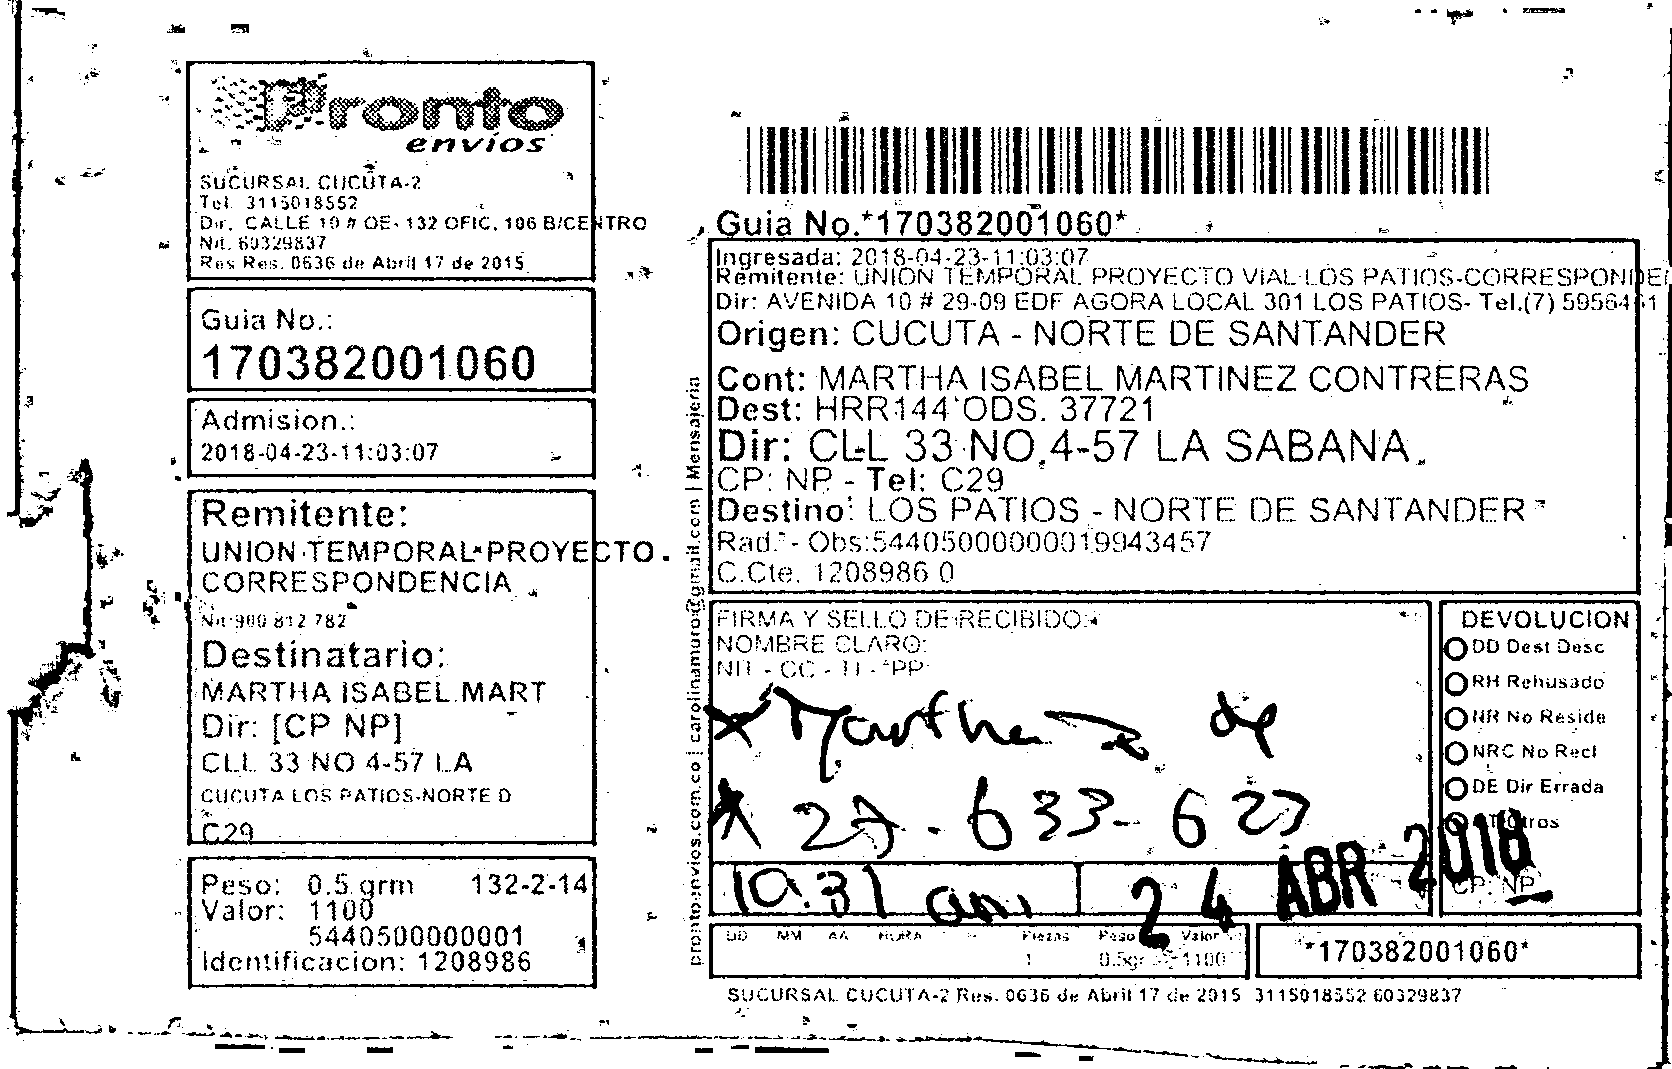 Pronto
envíos
SUCURSAL CUCUTA-2
Tel. 3115018552
Dir. CALLE 10 # OE- 132 OFIC. 106 B/CENTRO
Nit. 60329837
Res Res. 0636 de Abril 17 de 2015
Guia No.:
170382001060
Admision.:
2018-04-23-11:03:07
Remitente:
UNION TEMPORAL PROYECTO
CORRESPONDENCIA
Nit:900 812 782
Destinatario:
MARTHA ISABEL MART
Dir: [CP NP]
CLL 33 NO 4-57 LA
CUCUTA LOS PATIOS-NORTE D
C29
Peso: 0.5 grm 132-2-14
Valor: 1100
5440500000001
Identificacion: 1208986
prontoenvios.com.co | carolinamuro@gmail.com | Mensajeria
Guia No.*170382001060*
Ingresada: 2018-04-23-11:03:07
Remitente: UNION TEMPORAL PROYECTO VIAL LOS PATIOS-CORRESPONDE
Dir: AVENIDA 10 # 29-09 EDF AGORA LOCAL 301 LOS PATIOS- Tel.(7) 5956461
Origen: CUCUTA - NORTE DE SANTANDER
Cont: MARTHA ISABEL MARTINEZ CONTRERAS
Dest: HRR144 ODS. 37721
Dir: CLL 33 NO 4-57 LA SABANA
CP: NP - Tel: C29
Destino: LOS PATIOS - NORTE DE SANTANDER
Rad. - Obs:544050000000019943457
C.Cte. 1208986 0
FIRMA Y SELLO DE RECIBIDO:
NOMBRE CLARO:
NIT - CC - TI - PP
x Martha de
x 27-633-627
10:31 am
24 ABR 2018
DEVOLUCION
DD Dest Desc
RH Rehusado
NR No Reside
NRC No Recl
DE Dir Errada
Otros
CP: NP
DD MM AA HORA Piezas Peso Valor
1 0.5gr 1100
*170382001060*
SUCURSAL CUCUTA-2 Res. 0636 de Abril 17 de 2015 3115018552 60329837